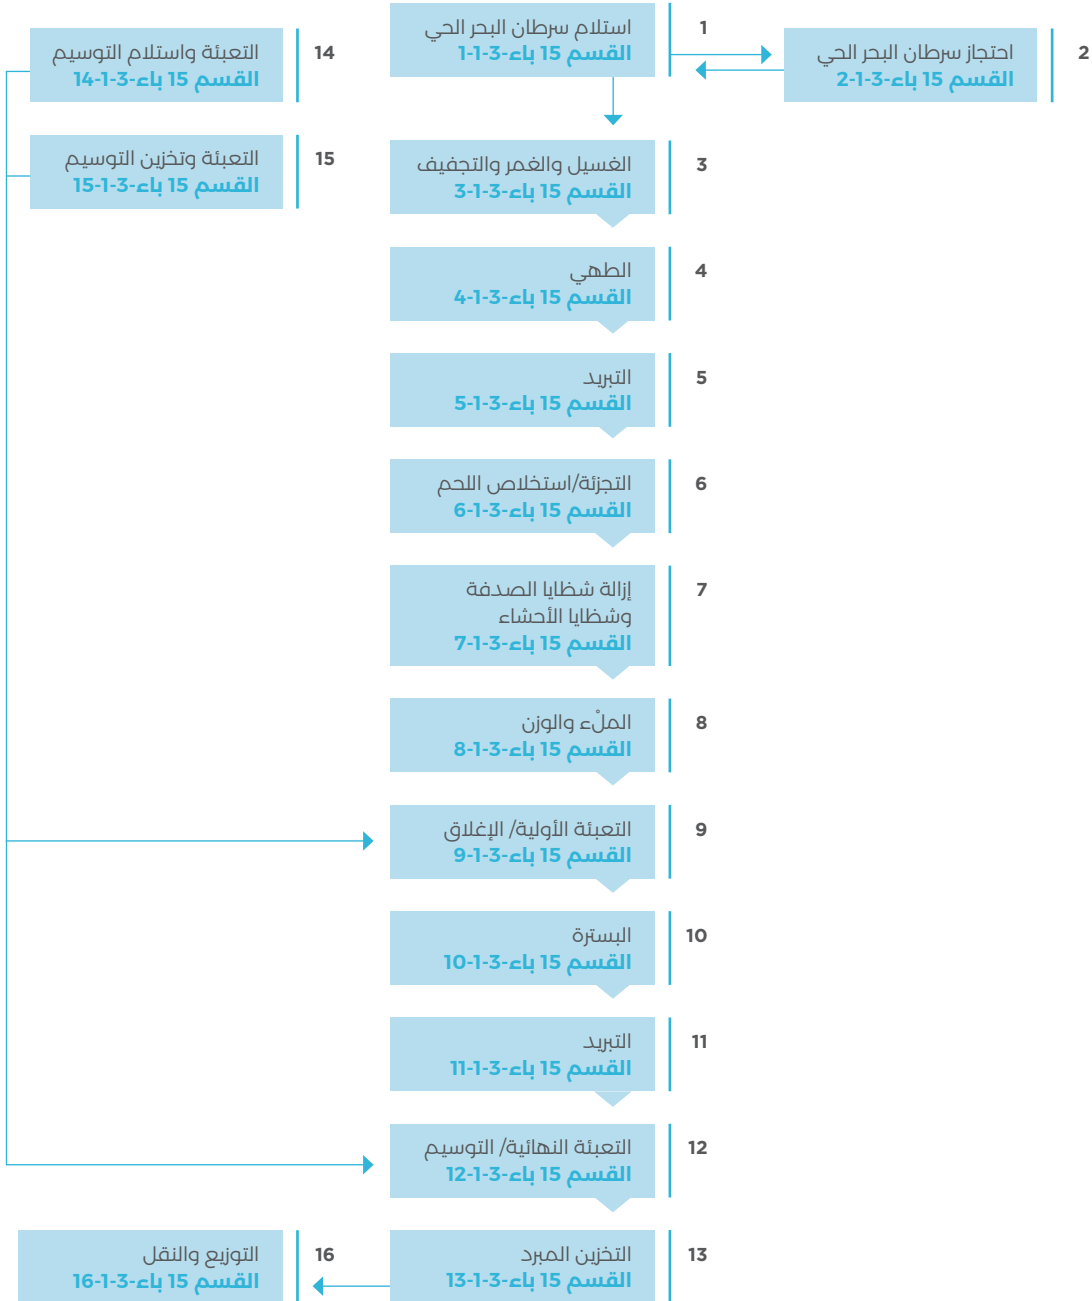 1
استلام سرطان البحر الحي
القسم 15 باء-3-1-1
2
احتجاز سرطان البحر الحي
القسم 15 باء-3-1-2
14
التعبئة واستلام التوسيم
القسم 15 باء-3-1-14
15
التعبئة وتخزين التوسيم
القسم 15 باء-3-1-15
3
الغسيل والغمر والتجفيف
القسم 15 باء-3-1-3
4
الطهي
القسم 15 باء-3-1-4
5
التبريد
القسم 15 باء-3-1-5
6
التجزئة/استخلاص اللحم
القسم 15 باء-3-1-6
7
إزالة شظايا الصدفة
وشظايا الأحشاء
القسم 15 باء-3-1-7
8
الملْء والوزن
القسم 15 باء-3-1-8
9
التعبئة الأولية/ الإغلاق
القسم 15 باء-3-1-9
10
البسترة
القسم 15 باء-3-1-10
11
التبريد
القسم 15 باء-3-1-11
12
التعبئة النهائية/ التوسيم
القسم 15 باء-3-1-12
13
التخزين المبرد
القسم 15 باء-3-1-13
16
التوزيع والنقل
القسم 15 باء-3-1-16